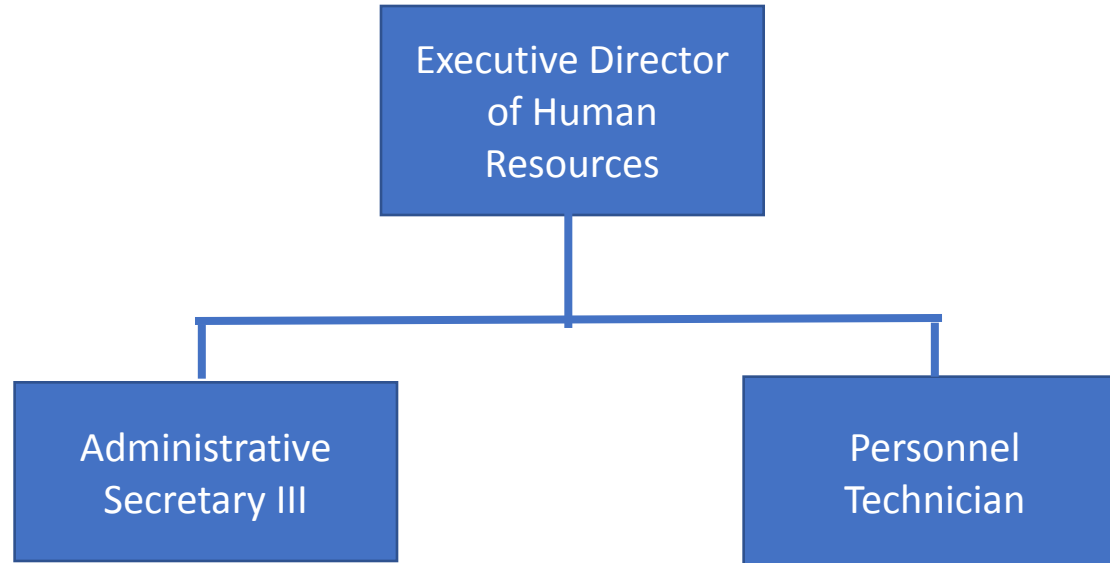 Executive Director
of Human
Resources
Administrative
Secretary III
Personnel
Technician